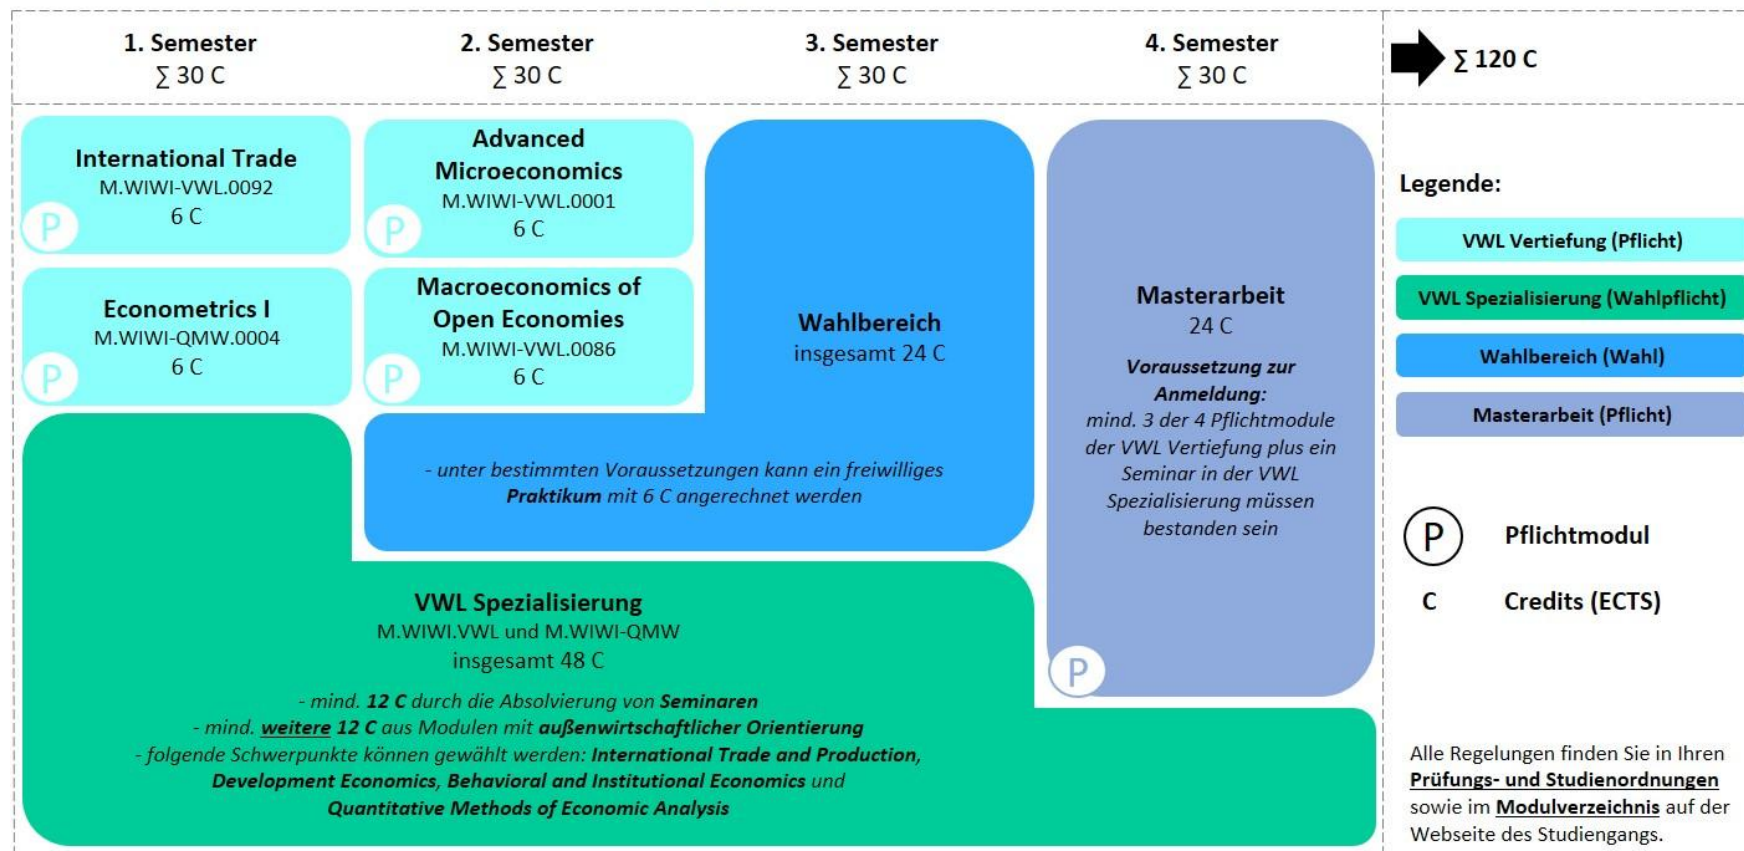 1. Semester
∑ 30 C
2. Semester
∑ 30 C
3. Semester
∑ 30 C
4. Semester
∑ 30 C
∑ 120 C
International Trade
M.WIWI-VWL.0092
6 C
P
Econometrics I
M.WIWI-QMW.0004
6 C
P
Advanced
Microeconomics
M.WIWI-VWL.0001
6 C
P
Macroeconomics of
Open Economies
M.WIWI-VWL.0086
6 C
P
Wahlbereich
insgesamt 24 C
- unter bestimmten Voraussetzungen kann ein freiwilliges
Praktikum mit 6 C angerechnet werden
Masterarbeit
24 C
Voraussetzung zur
Anmeldung:
mind. 3 der 4 Pflichtmodule
der VWL Vertiefung plus ein
Seminar in der VWL
Spezialisierung müssen
bestanden sein
P
VWL Spezialisierung
M.WIWI.VWL und M.WIWI-QMW
insgesamt 48 C
- mind. 12 C durch die Absolvierung von Seminaren
- mind. weitere 12 C aus Modulen mit außenwirtschaftlicher Orientierung
- folgende Schwerpunkte können gewählt werden: International Trade and Production,
Development Economics, Behavioral and Institutional Economics und
Quantitative Methods of Economic Analysis
Legende:
VWL Vertiefung (Pflicht)
VWL Spezialisierung (Wahlpflicht)
Wahlbereich (Wahl)
Masterarbeit (Pflicht)
P Pflichtmodul
C Credits (ECTS)
Alle Regelungen finden Sie in Ihren
Prüfungs- und Studienordnungen
sowie im Modulverzeichnis auf der
Webseite des Studiengangs.